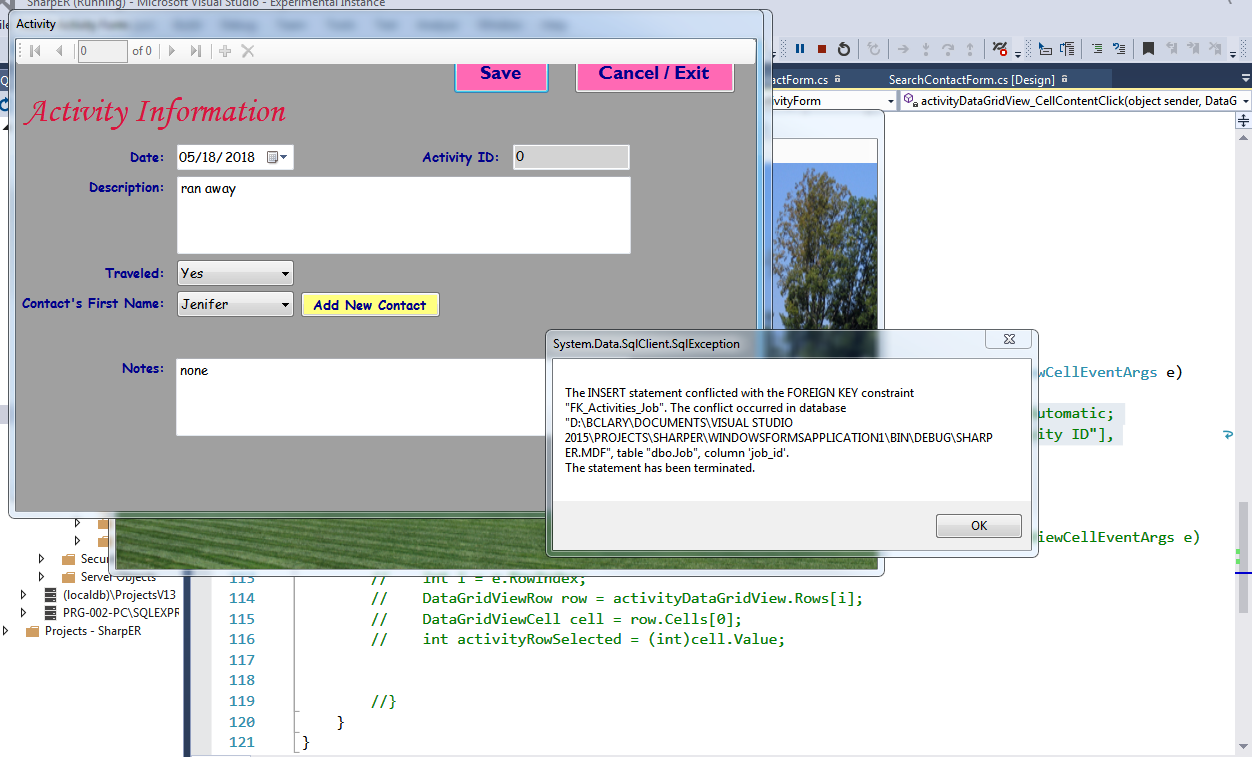 SharpER (Running) - Microsoft Visual Studio - Experimental Instance
Activity
0 of 0
Save Cancel / Exit
actForm.cs SearchContactForm.cs [Design]
ivityForm activityDataGridView_CellContentClick(object sender, DataG
Activity Information
Date: 05/18/2018 Activity ID: 0
Description: ran away
Traveled: Yes
Contact's First Name: Jenifer Add New Contact
Notes: none
System.Data.SqlClient.SqlException
The INSERT statement conflicted with the FOREIGN KEY constraint
"FK_Activities_Job". The conflict occurred in database
"D:\BCLARY\DOCUMENTS\VISUAL STUDIO
2015\PROJECTS\SHARPER\WINDOWSFORMSAPPLICATION1\BIN\DEBUG\SHARP
ER.MDF", table "dbo.Job", column 'job_id'.
The statement has been terminated.
OK
wCellEventArgs e)
utomatic;
ity ID"],
iewCellEventArgs e)
Secur
Server Objects
(localdb)\ProjectsV13
PRG-002-PC\SQLEXPR
Projects - SharpER
113 // int i = e.RowIndex;
114 // DataGridViewRow row = activityDataGridView.Rows[i];
115 // DataGridViewCell cell = row.Cells[0];
116 // int activityRowSelected = (int)cell.Value;
117
118
119 //}
120 }
121 }